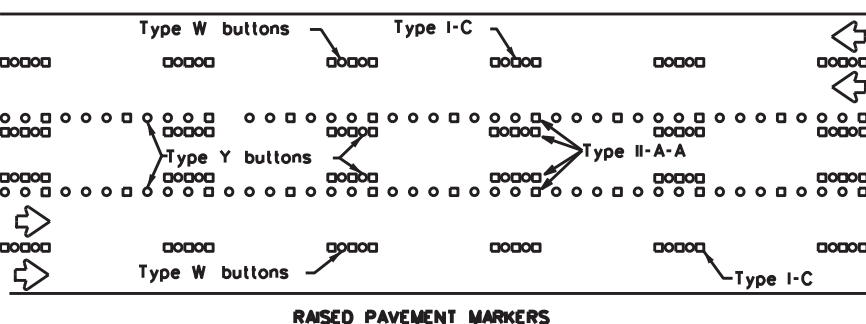 Type W buttons
Type I-C
Type Y buttons
Type II-A-A
Type W buttons
Type I-C
RAISED PAVEMENT MARKERS